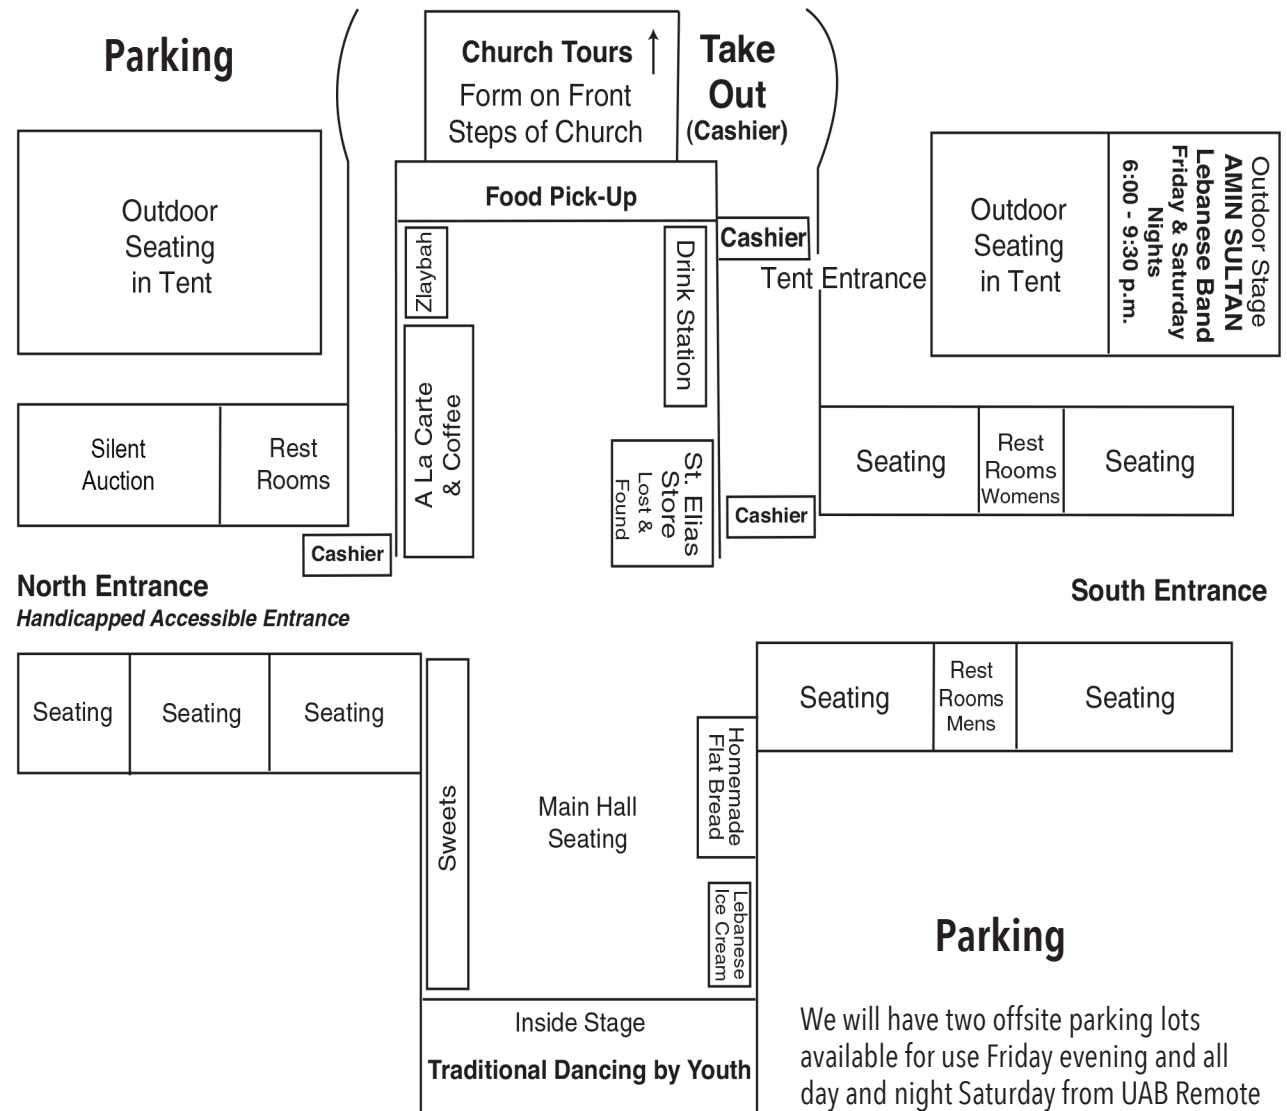 Parking
Church Tours
Form on Front
Steps of Church
Take
Out
(Cashier)
Food Pick-Up
Outdoor
Seating
in Tent
Zlaybah
Drink Station
Cashier
Tent Entrance
Outdoor
Seating
in Tent
Outdoor Stage
AMIN SULTAN
Lebanese Band
Friday & Saturday
Nights
6:00 - 9:30 p.m.
Silent
Auction
Rest
Rooms
A La Carte
& Coffee
St. Elias
Store
Lost &
Found
Cashier
Seating
Rest
Rooms
Womens
Seating
Cashier
North Entrance
Handicapped Accessible Entrance
South Entrance
Seating
Seating
Seating
Sweets
Main Hall
Seating
Homemade
Flat Bread
Seating
Rest
Rooms
Mens
Seating
Lebanese
Ice Cream
Inside Stage
Traditional Dancing by Youth
Parking
We will have two offsite parking lots
available for use Friday evening and all
day and night Saturday from UAB Remote